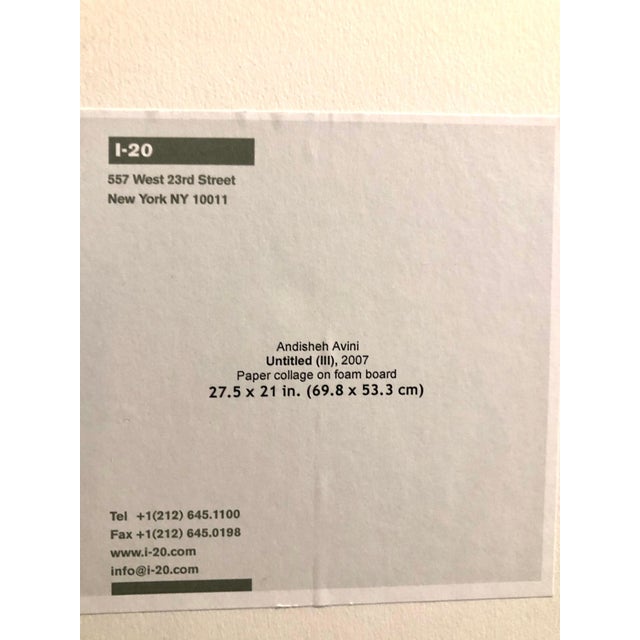 I-20
557 West 23rd Street
New York NY 10011
Andisheh Avini
Untitled (III), 2007
Paper collage on foam board
27.5 x 21 in. (69.8 x 53.3 cm)
Tel +1(212) 645.1100
Fax +1(212) 645.0198
www.i-20.com
info@i-20.com